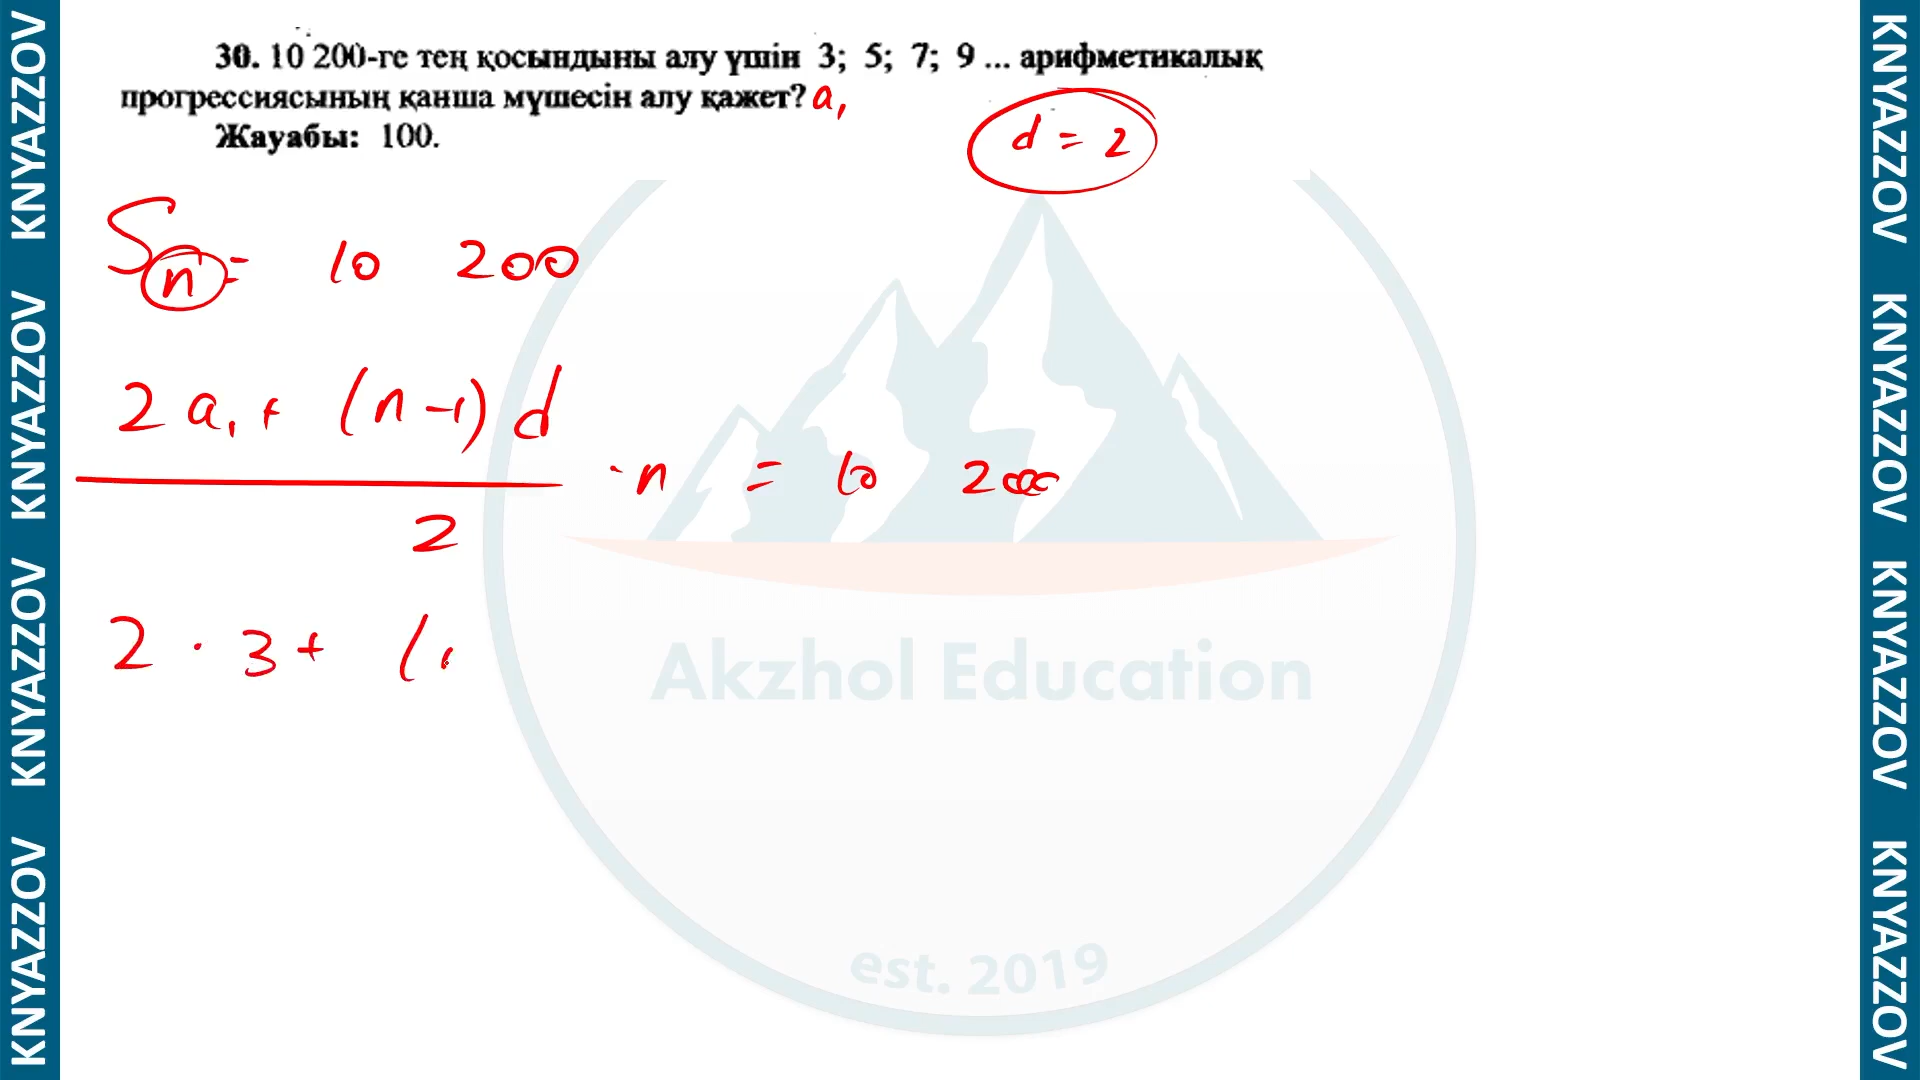 30. 10 200-ге тең қосындыны алу үшін 3; 5; 7; 9 ... арифметикалық
прогрессиясының қанша мүшесін алу қажет? a₁
Жауабы: 100.
d = 2
Sₙ = 10 200
2a₁ + (n-1)d
· n = 10 200
2
2 · 3 + (
Akzhol Education
est. 2019
KNYAZZOV KNYAZZOV KNYAZZOV KNYAZZOV
KNYAZZOV KNYAZZOV KNYAZZOV KNYAZZOV